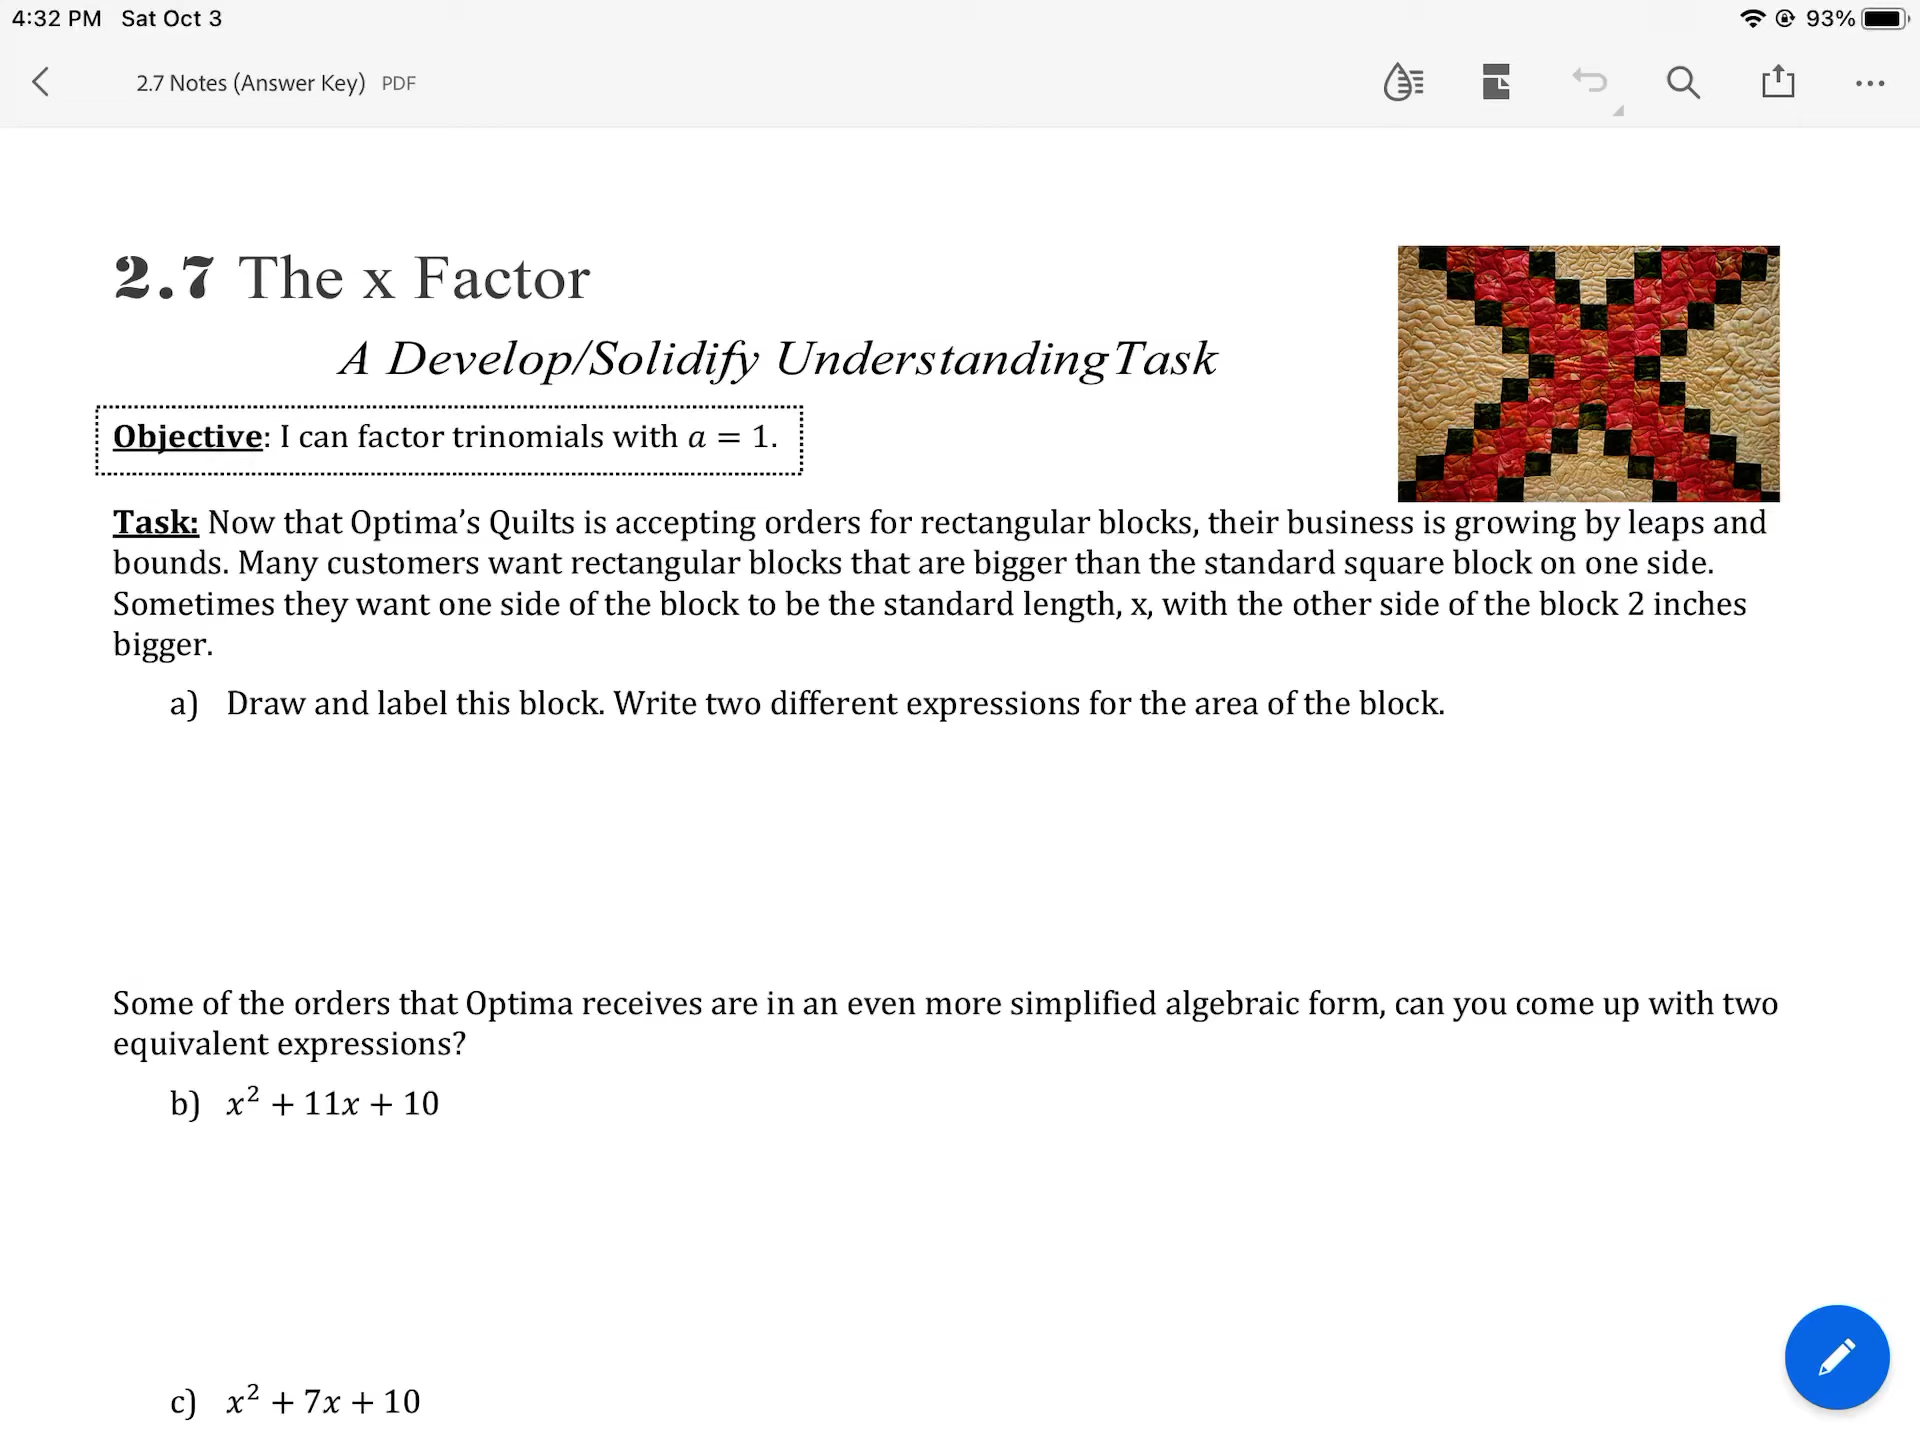 4:32 PM Sat Oct 3
93%
2.7 Notes (Answer Key) PDF
2.7 The x Factor
A Develop/Solidify Understanding Task
Objective: I can factor trinomials with a = 1.
Task: Now that Optima’s Quilts is accepting orders for rectangular blocks, their business is growing by leaps and
bounds. Many customers want rectangular blocks that are bigger than the standard square block on one side.
Sometimes they want one side of the block to be the standard length, x, with the other side of the block 2 inches
bigger.
a) Draw and label this block. Write two different expressions for the area of the block.
Some of the orders that Optima receives are in an even more simplified algebraic form, can you come up with two
equivalent expressions?
b) x² + 11x + 10
c) x² + 7x + 10